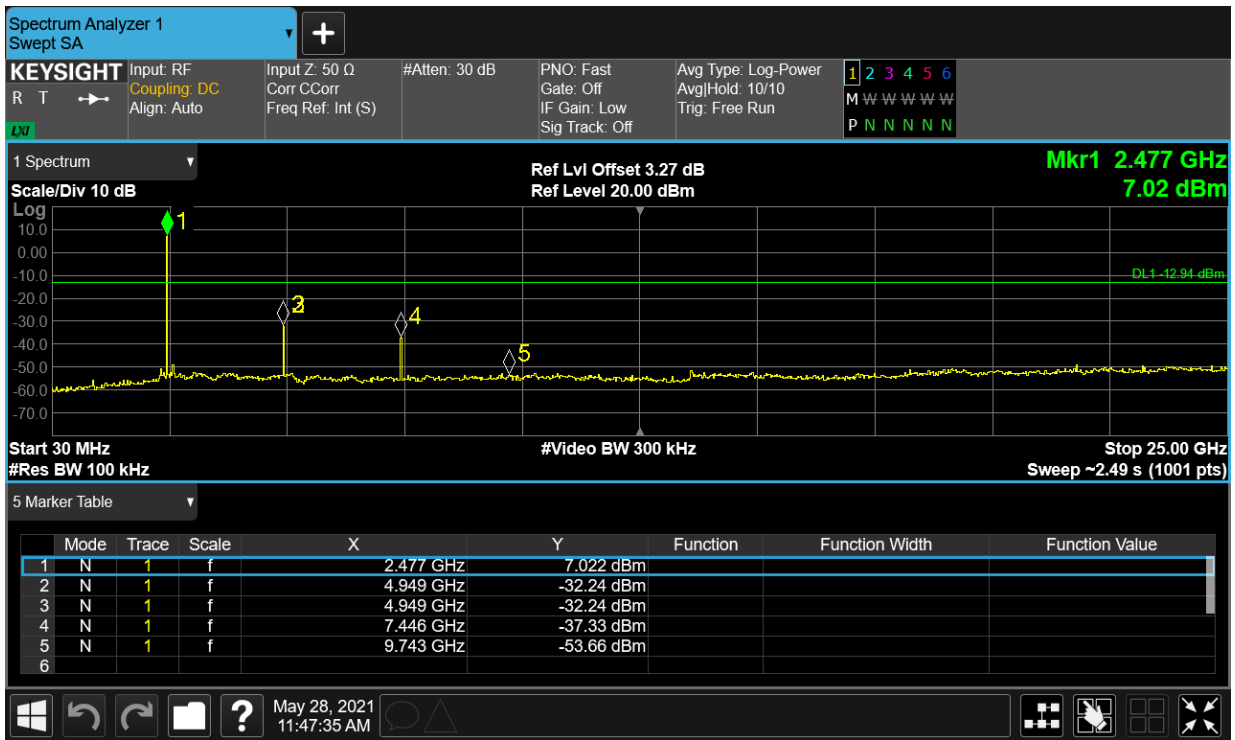 Spectrum Analyzer 1
Swept SA
+
KEYSIGHT
R T
LXI
Input: RF
Coupling: DC
Align: Auto
Input Z: 50 Ω
Corr CCorr
Freq Ref: Int (S)
#Atten: 30 dB
PNO: Fast
Gate: Off
IF Gain: Low
Sig Track: Off
Avg Type: Log-Power
Avg|Hold: 10/10
Trig: Free Run
1 2 3 4 5 6
M W W W W W
P N N N N N
1 Spectrum
Scale/Div 10 dB
Ref Lvl Offset 3.27 dB
Ref Level 20.00 dBm
Mkr1 2.477 GHz
7.02 dBm
Log
10.0
0.00
-10.0
-20.0
-30.0
-40.0
-50.0
-60.0
-70.0
1
3
4
5
DL1 -12.94 dBm
Start 30 MHz
#Video BW 300 kHz
Stop 25.00 GHz
#Res BW 100 kHz
Sweep ~2.49 s (1001 pts)
5 Marker Table
Mode Trace Scale X Y Function Function Width Function Value
1 N 1 f 2.477 GHz 7.022 dBm
2 N 1 f 4.949 GHz -32.24 dBm
3 N 1 f 4.949 GHz -32.24 dBm
4 N 1 f 7.446 GHz -37.33 dBm
5 N 1 f 9.743 GHz -53.66 dBm
6
?
May 28, 2021
11:47:35 AM